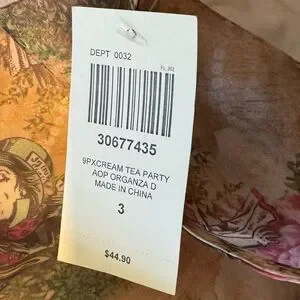 DEPT 0032
30677435
9PXCREAM TEA PARTY
AOP ORGANZA D
MADE IN CHINA
3
$44.90